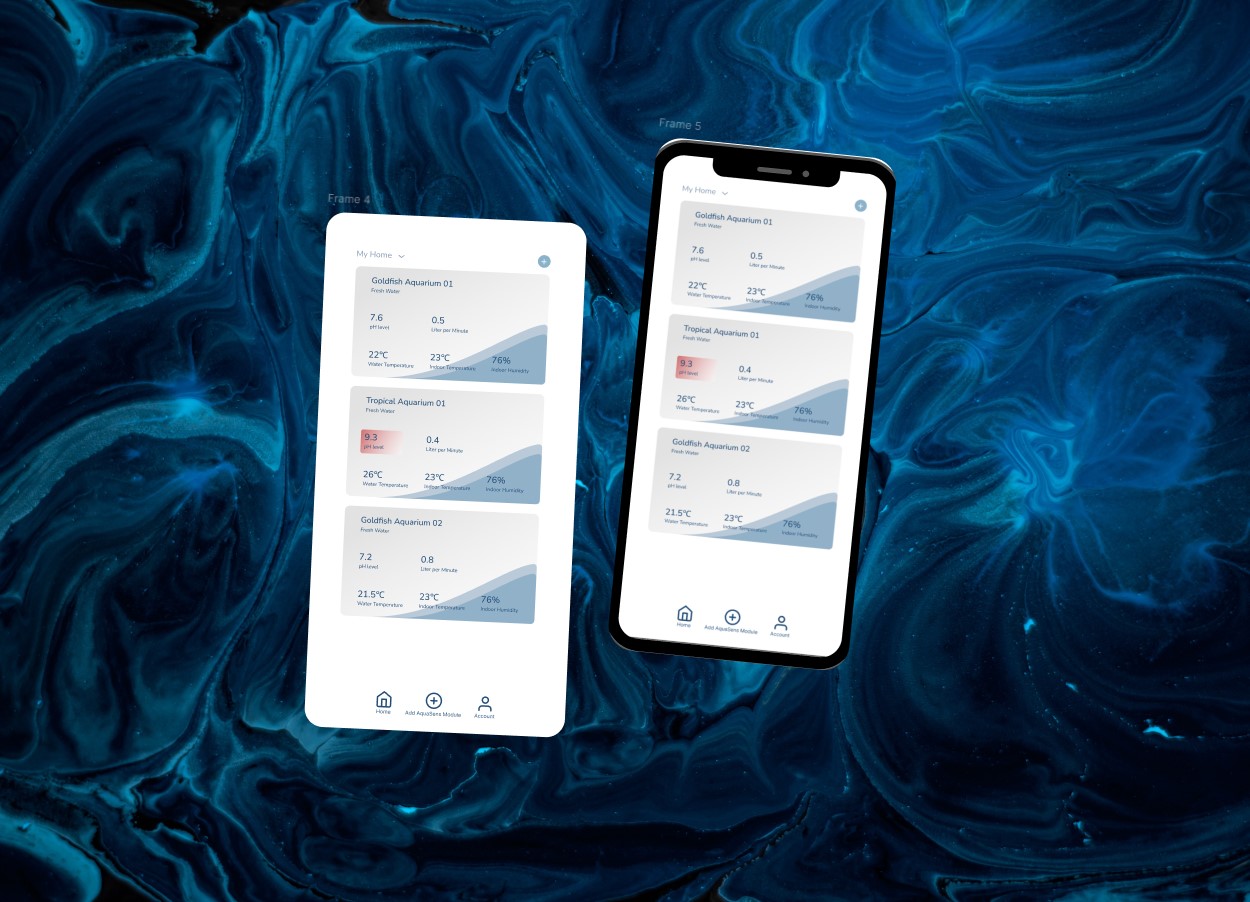 Frame 4
My Home
Goldfish Aquarium 01
Fresh Water
7.6
pH level
0.5
Liter per Minute
22°C
Water Temperature
23°C
Indoor Temperature
76%
Indoor Humidity
Tropical Aquarium 01
Fresh Water
9.3
pH level
0.4
Liter per Minute
26°C
Water Temperature
23°C
Indoor Temperature
76%
Indoor Humidity
Goldfish Aquarium 02
Fresh Water
7.2
pH level
0.8
Liter per Minute
21.5°C
Water Temperature
23°C
Indoor Temperature
76%
Indoor Humidity
Home
Add AquaSens Module
Account
Frame 5
My Home
Goldfish Aquarium 01
Fresh Water
7.6
pH level
0.5
Liter per Minute
22°C
Water Temperature
23°C
Indoor Temperature
76%
Indoor Humidity
Tropical Aquarium 01
Fresh Water
9.3
pH level
0.4
Liter per Minute
26°C
Water Temperature
23°C
Indoor Temperature
76%
Indoor Humidity
Goldfish Aquarium 02
Fresh Water
7.2
pH level
0.8
Liter per Minute
21.5°C
Water Temperature
23°C
Indoor Temperature
76%
Indoor Humidity
Home
Add AquaSens Module
Account